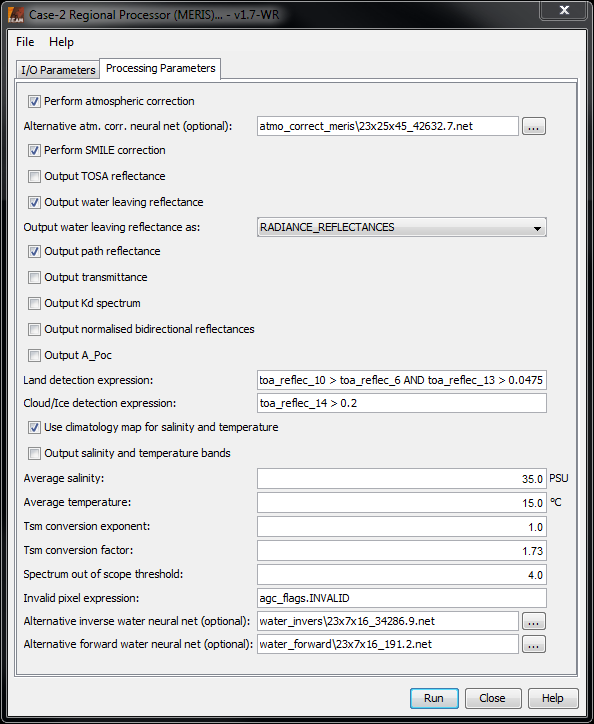 Case-2 Regional Processor (MERIS)... - v1.7-WR
File Help
I/O Parameters Processing Parameters
Perform atmospheric correction
Alternative atm. corr. neural net (optional): atmo_correct_meris\23x25x45_42632.7.net ...
Perform SMILE correction
Output TOSA reflectance
Output water leaving reflectance
Output water leaving reflectance as: RADIANCE_REFLECTANCES
Output path reflectance
Output transmittance
Output Kd spectrum
Output normalised bidirectional reflectances
Output A_Poc
Land detection expression: toa_reflec_10 > toa_reflec_6 AND toa_reflec_13 > 0.0475
Cloud/Ice detection expression: toa_reflec_14 > 0.2
Use climatology map for salinity and temperature
Output salinity and temperature bands
Average salinity: 35.0 PSU
Average temperature: 15.0 °C
Tsm conversion exponent: 1.0
Tsm conversion factor: 1.73
Spectrum out of scope threshold: 4.0
Invalid pixel expression: agc_flags.INVALID
Alternative inverse water neural net (optional): water_invers\23x7x16_34286.9.net ...
Alternative forward water neural net (optional): water_forward\23x7x16_191.2.net ...
Run Close Help